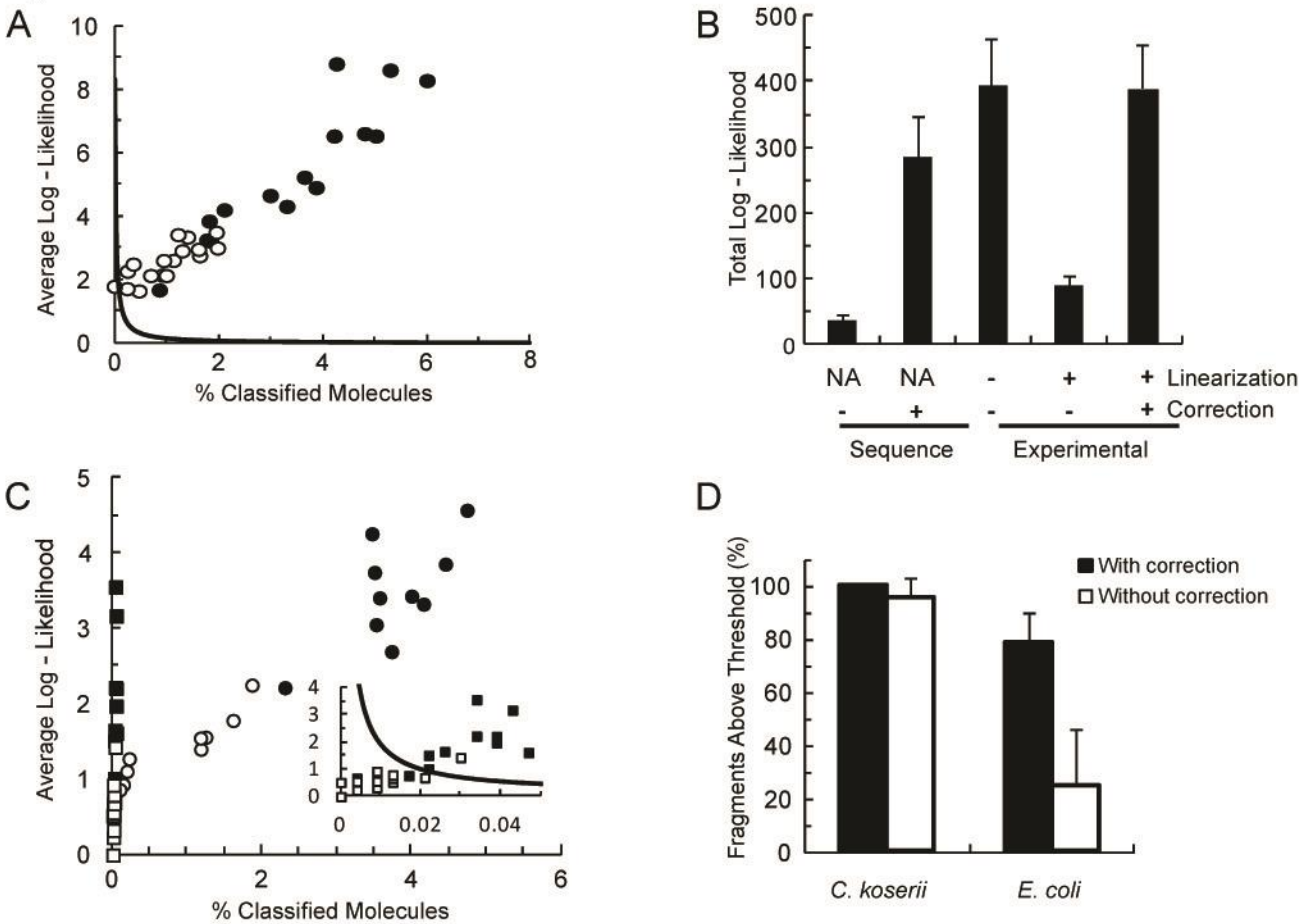 A
Average Log - Likelihood
10
8
6
4
2
0
0 2 4 6 8
% Classified Molecules
B
Total Log - Likelihood
500
400
300
200
100
0
NA NA - + + Linearization
- + - - + Correction
Sequence Experimental
C
Average Log - Likelihood
5
4
3
2
1
0
0 2 4 6
% Classified Molecules
4
3
2
1
0
0 0.02 0.04
D
Fragments Above Threshold (%)
100
80
60
40
20
0
With correction
Without correction
C. koserii E. coli